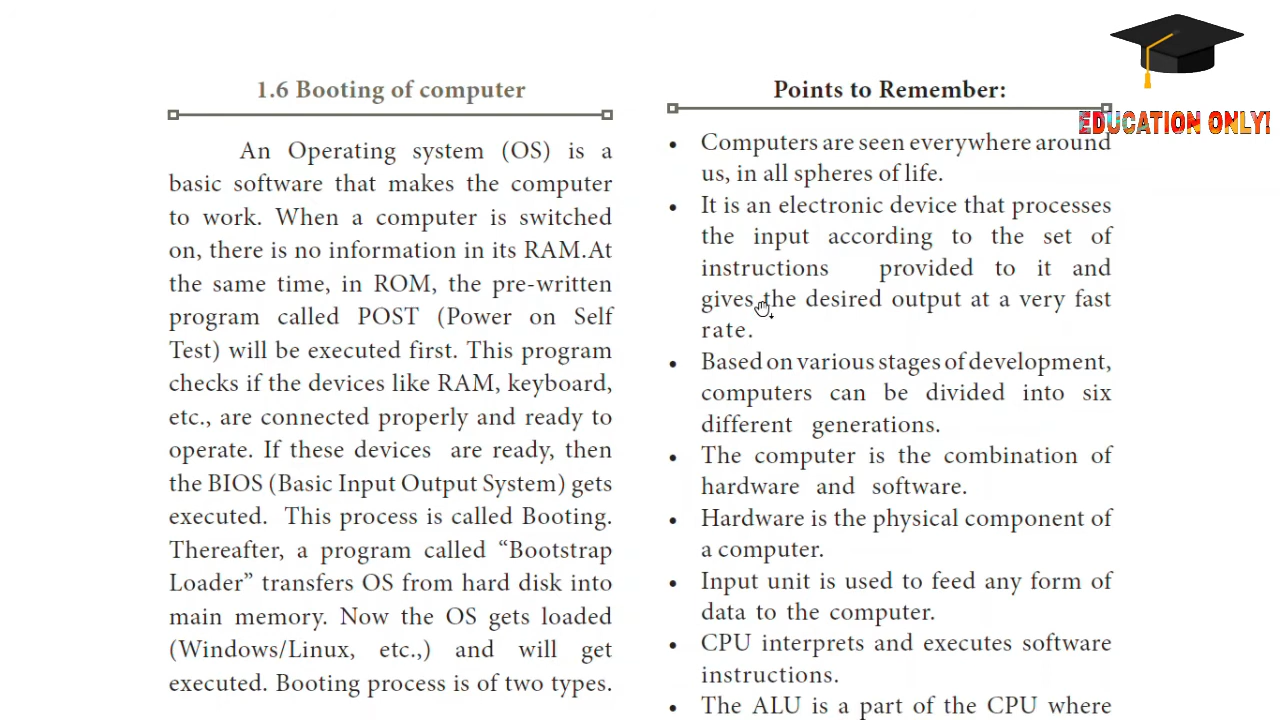 1.6 Booting of computer
An Operating system (OS) is a
basic software that makes the computer
to work. When a computer is switched
on, there is no information in its RAM.At
the same time, in ROM, the pre-written
program called POST (Power on Self
Test) will be executed first. This program
checks if the devices like RAM, keyboard,
etc., are connected properly and ready to
operate. If these devices are ready, then
the BIOS (Basic Input Output System) gets
executed. This process is called Booting.
Thereafter, a program called “Bootstrap
Loader” transfers OS from hard disk into
main memory. Now the OS gets loaded
(Windows/Linux, etc.,) and will get
executed. Booting process is of two types.
Points to Remember:
• Computers are seen everywhere around
us, in all spheres of life.
• It is an electronic device that processes
the input according to the set of
instructions provided to it and
gives the desired output at a very fast
rate.
• Based on various stages of development,
computers can be divided into six
different generations.
• The computer is the combination of
hardware and software.
• Hardware is the physical component of
a computer.
• Input unit is used to feed any form of
data to the computer.
• CPU interprets and executes software
instructions.
• The ALU is a part of the CPU where
EDUCATION ONLY!